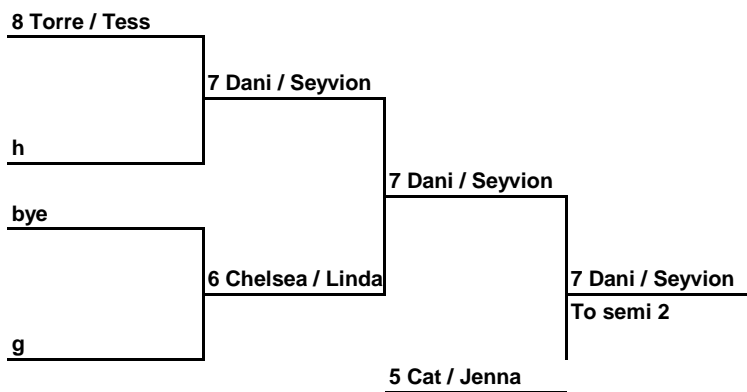 8 Torre / Tess
7 Dani / Seyvion
h
7 Dani / Seyvion
bye
6 Chelsea / Linda
7 Dani / Seyvion
To semi 2
g
5 Cat / Jenna